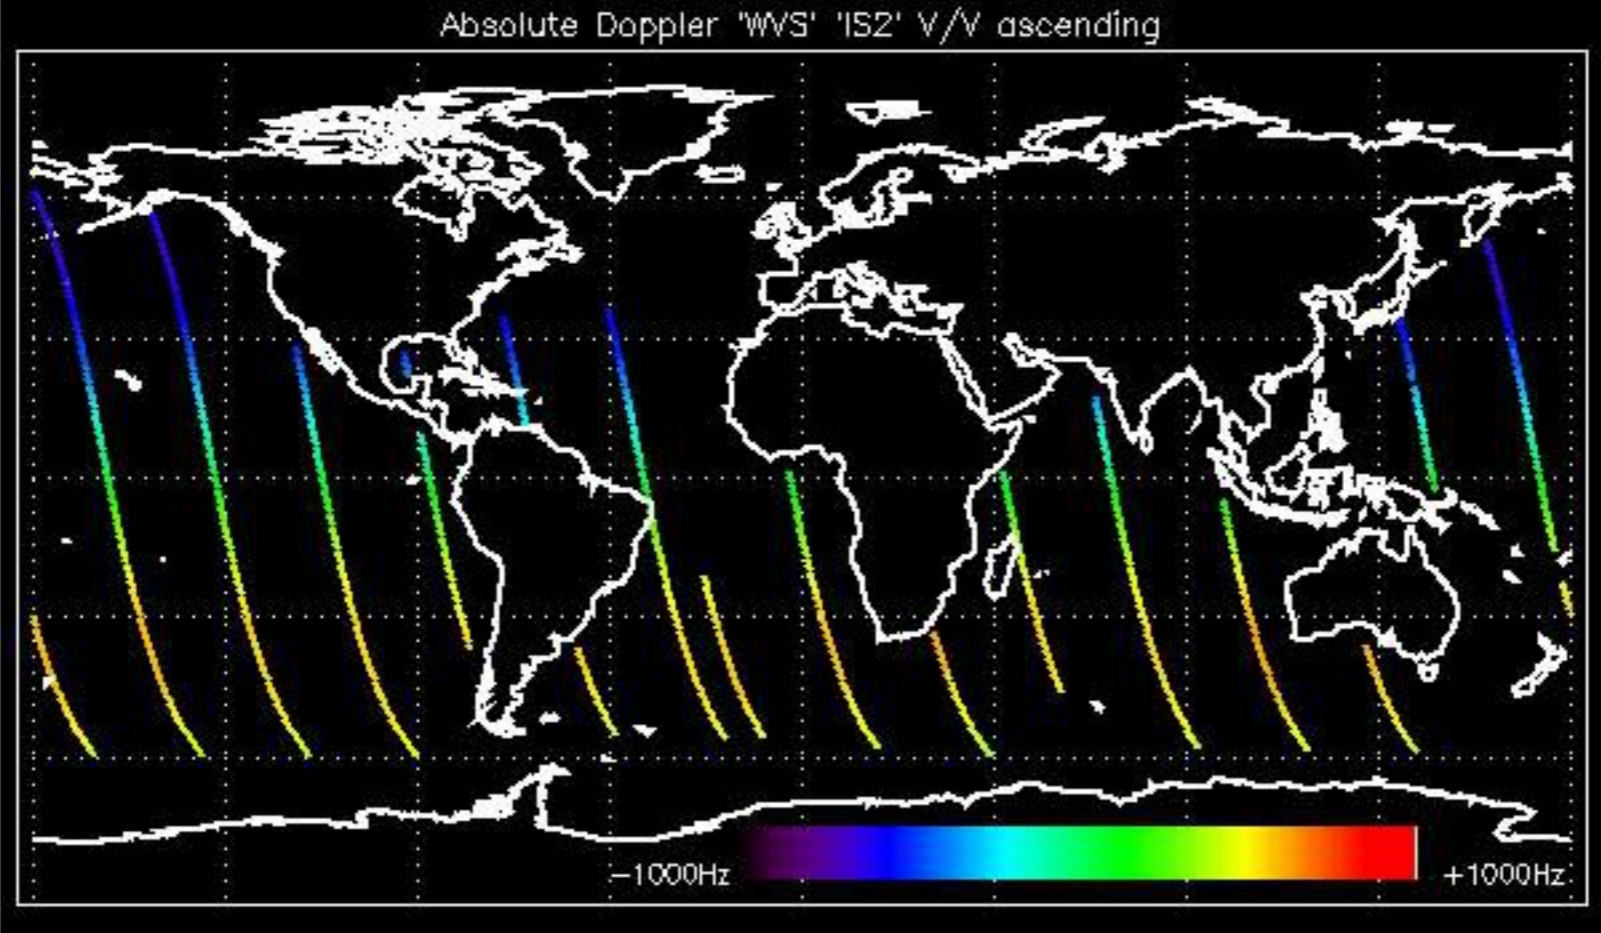 Absolute Doppler 'WVS' 'IS2' V/V ascending
-1000Hz +1000Hz